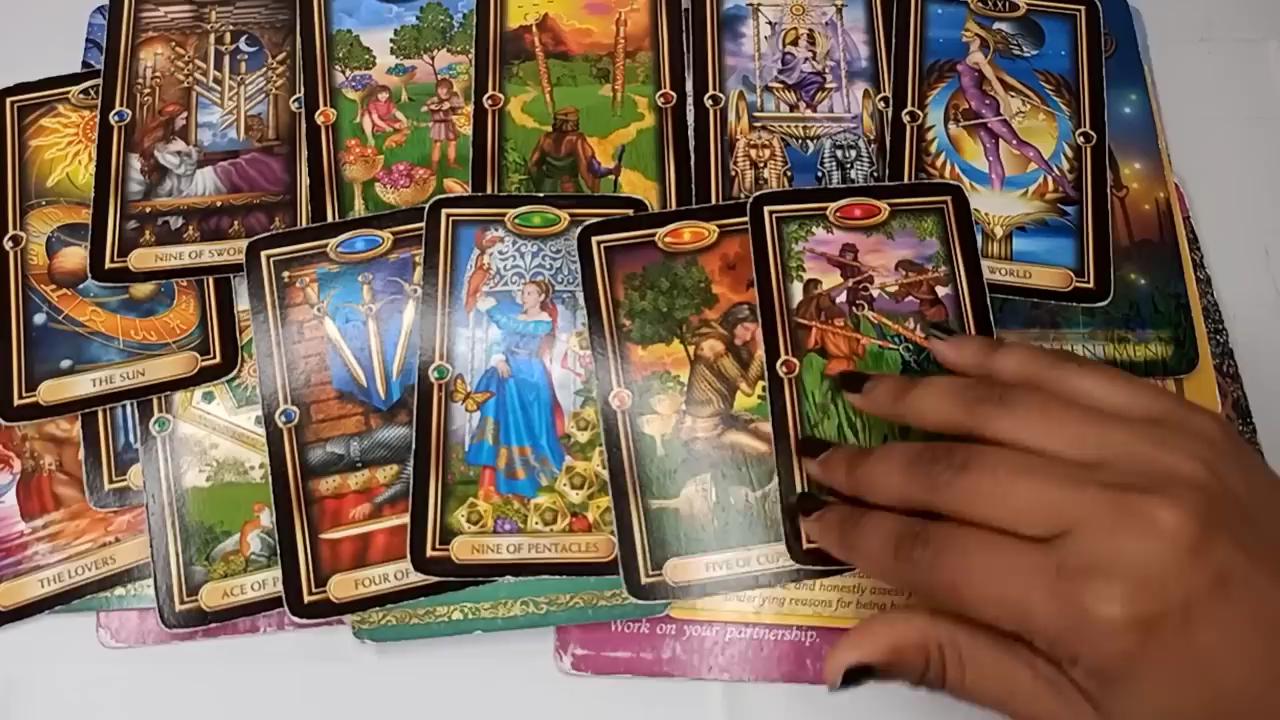 XXI
NINE OF SWOR
WORLD
THE SUN
NINE OF PENTACLES
THE LOVERS
ACE OF P
FOUR OF
FIVE OF CUPS
and honestly assess
underlying reasons for being
Work on your partnership.